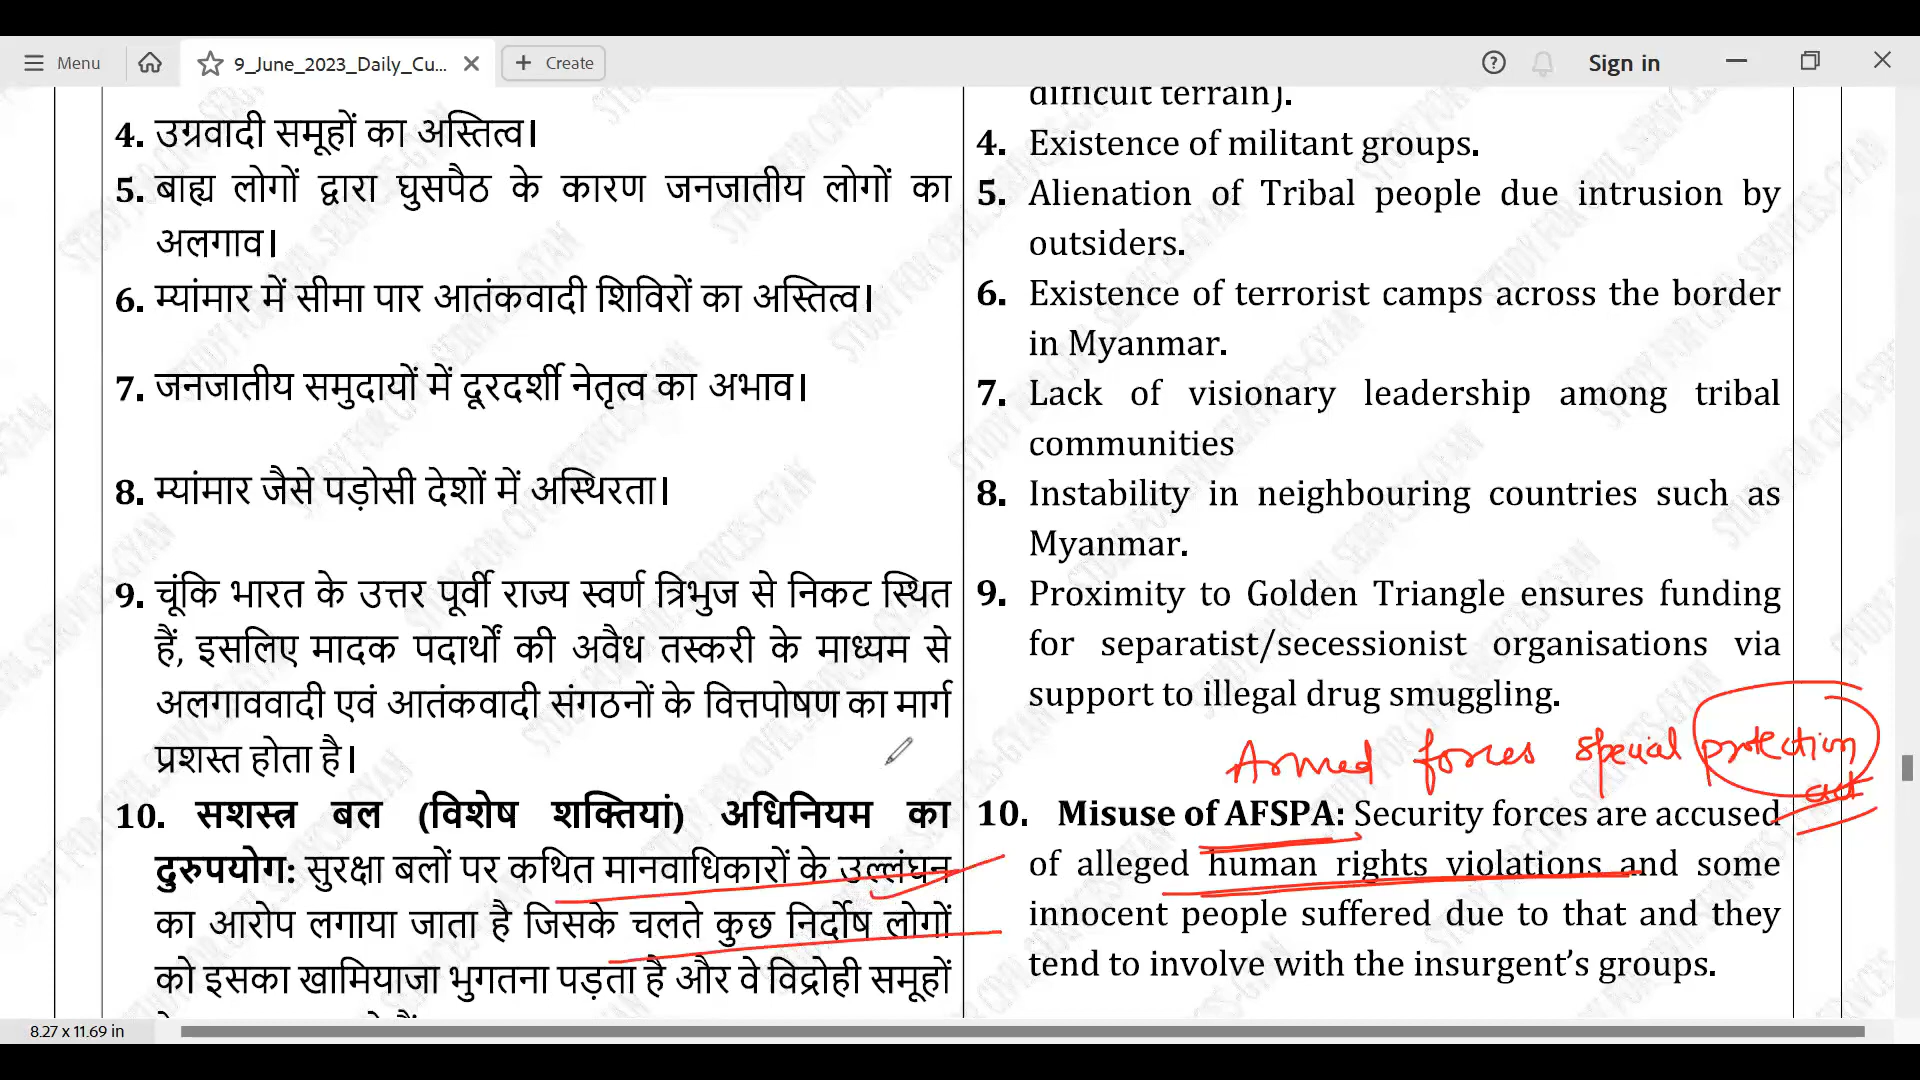 Menu
9_June_2023_Daily_Cu...
Create
Sign in
4. उग्रवादी समूहों का अस्तित्व।
5. बाह्य लोगों द्वारा घुसपैठ के कारण जनजातीय लोगों का
अलगाव।
6. म्यांमार में सीमा पार आतंकवादी शिविरों का अस्तित्व।
7. जनजातीय समुदायों में दूरदर्शी नेतृत्व का अभाव।
8. म्यांमार जैसे पड़ोसी देशों में अस्थिरता।
9. चूंकि भारत के उत्तर पूर्वी राज्य स्वर्ण त्रिभुज से निकट स्थित
हैं, इसलिए मादक पदार्थों की अवैध तस्करी के माध्यम से
अलगाववादी एवं आतंकवादी संगठनों के वित्तपोषण का मार्ग
प्रशस्त होता है।
10. सशस्त्र बल (विशेष शक्तियां) अधिनियम का
दुरुपयोग: सुरक्षा बलों पर कथित मानवाधिकारों के उल्लंघन
का आरोप लगाया जाता है जिसके चलते कुछ निर्दोष लोगों
को इसका खामियाजा भुगतना पड़ता है और वे विद्रोही समूहों
difficult terrain).
4. Existence of militant groups.
5. Alienation of Tribal people due intrusion by
outsiders.
6. Existence of terrorist camps across the border
in Myanmar.
7. Lack of visionary leadership among tribal
communities
8. Instability in neighbouring countries such as
Myanmar.
9. Proximity to Golden Triangle ensures funding
for separatist/secessionist organisations via
support to illegal drug smuggling.
Armed forces special protection
act
10. Misuse of AFSPA: Security forces are accused
of alleged human rights violations and some
innocent people suffered due to that and they
tend to involve with the insurgent's groups.
8.27 x 11.69 in